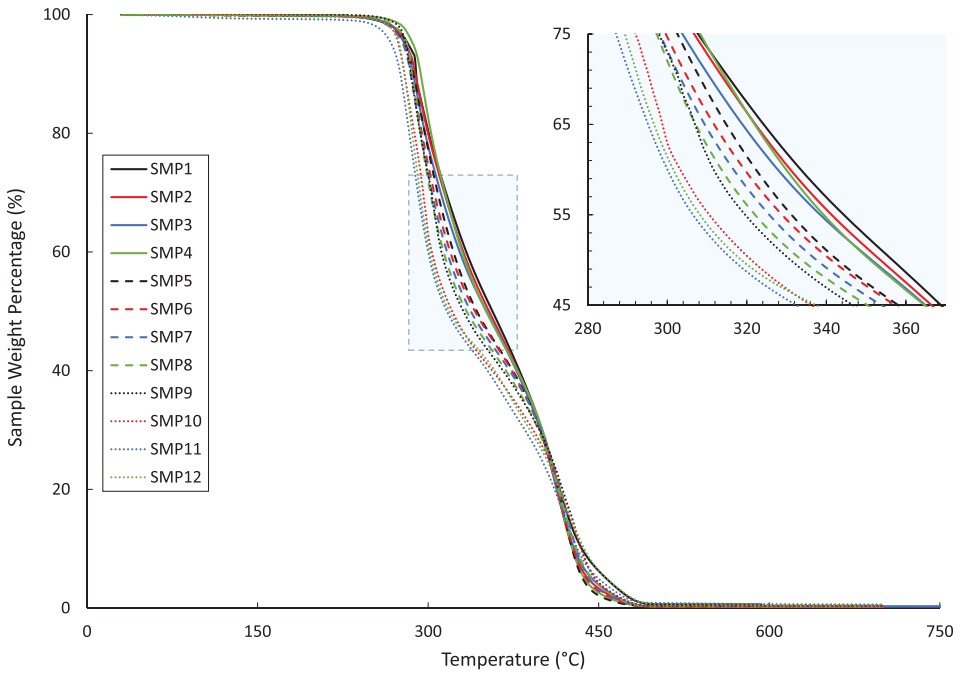 100
80
60
40
20
0
0
150
300
450
600
750
Sample Weight Percentage (%)
Temperature (°C)
SMP1
SMP2
SMP3
SMP4
SMP5
SMP6
SMP7
SMP8
SMP9
SMP10
SMP11
SMP12
75
65
55
45
280
300
320
340
360